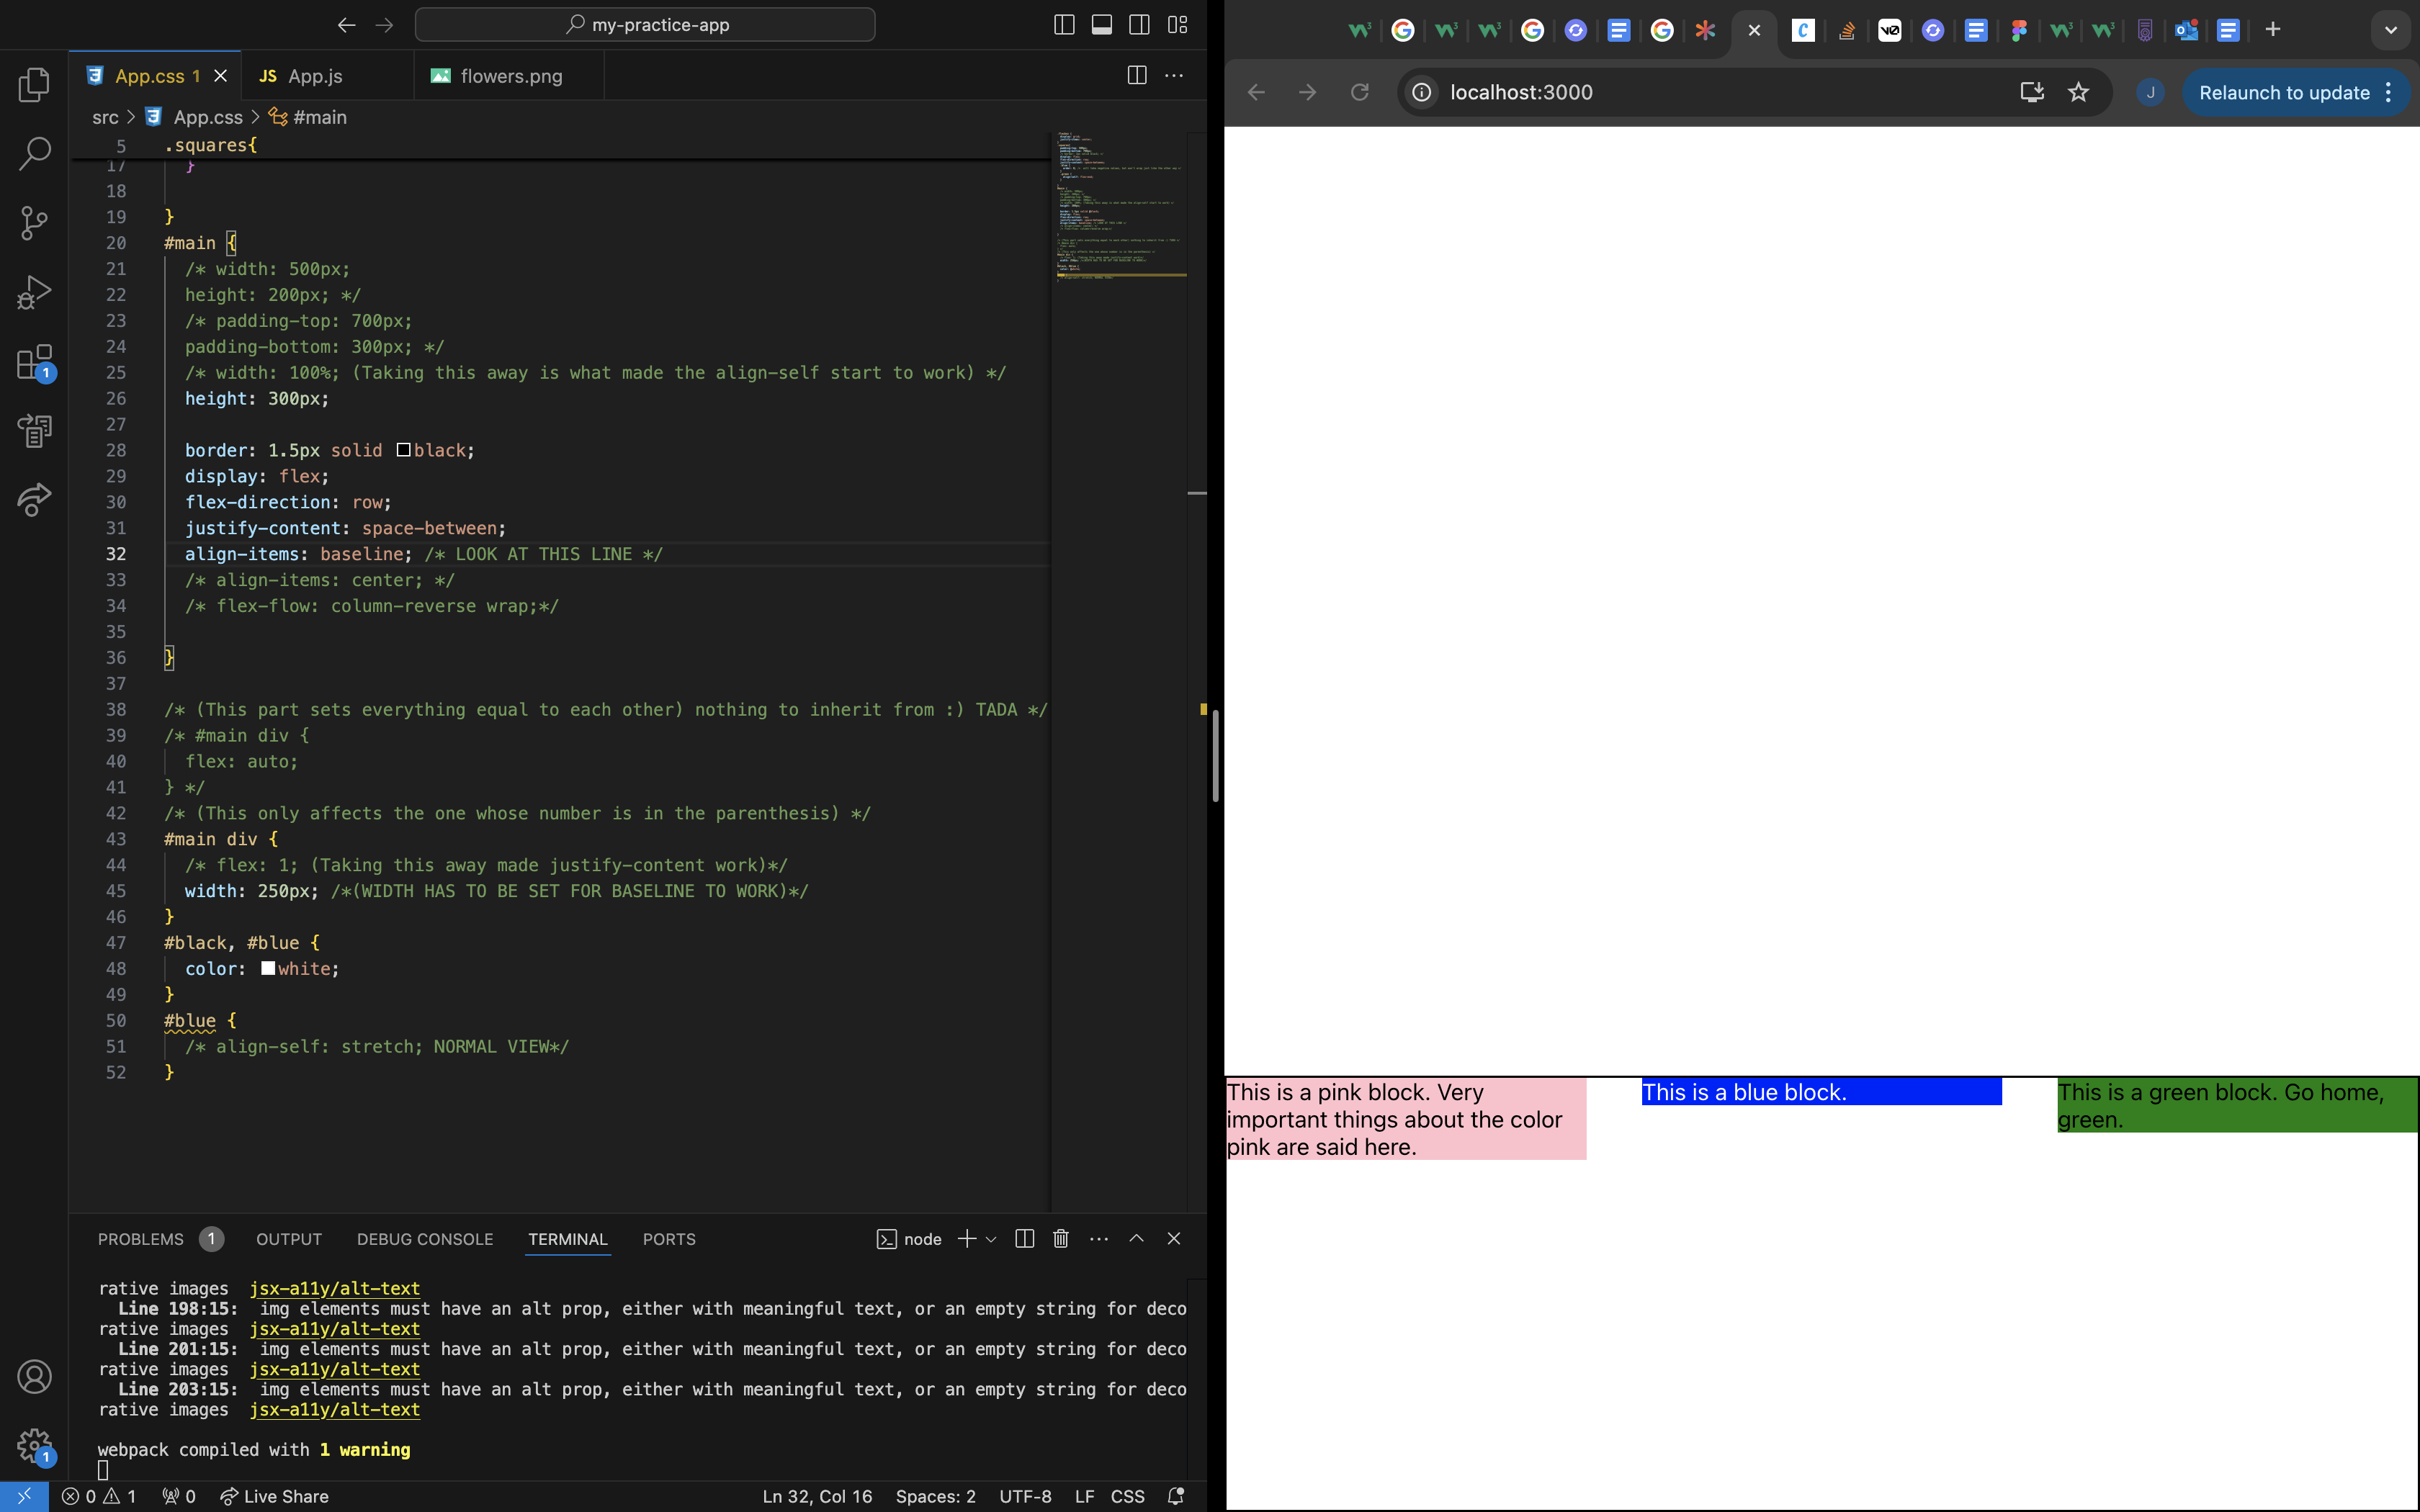 my-practice-app
App.css 1
JS App.js
flowers.png
src > App.css > #main
5 .squares{
17 }
18
19 }
20 #main {
21 /* width: 500px;
22 height: 200px; */
23 /* padding-top: 700px;
24 padding-bottom: 300px; */
25 /* width: 100%; (Taking this away is what made the align-self start to work) */
26 height: 300px;
27
28 border: 1.5px solid black;
29 display: flex;
30 flex-direction: row;
31 justify-content: space-between;
32 align-items: baseline; /* LOOK AT THIS LINE */
33 /* align-items: center; */
34 /* flex-flow: column-reverse wrap;*/
35
36 }
37
38 /* (This part sets everything equal to each other) nothing to inherit from :) TADA */
39 /* #main div {
40 flex: auto;
41 } */
42 /* (This only affects the one whose number is in the parenthesis) */
43 #main div {
44 /* flex: 1; (Taking this away made justify-content work)*/
45 width: 250px; /*(WIDTH HAS TO BE SET FOR BASELINE TO WORK)*/
46 }
47 #black, #blue {
48 color: white;
49 }
50 #blue {
51 /* align-self: stretch; NORMAL VIEW*/
52 }
1
PROBLEMS 1 OUTPUT DEBUG CONSOLE TERMINAL PORTS
node
rative images jsx-a11y/alt-text
Line 198:15: img elements must have an alt prop, either with meaningful text, or an empty string for deco
rative images jsx-a11y/alt-text
Line 201:15: img elements must have an alt prop, either with meaningful text, or an empty string for deco
rative images jsx-a11y/alt-text
Line 203:15: img elements must have an alt prop, either with meaningful text, or an empty string for deco
rative images jsx-a11y/alt-text
webpack compiled with 1 warning
1
0 1 0 Live Share
Ln 32, Col 16 Spaces: 2 UTF-8 LF CSS
localhost:3000
J
Relaunch to update
This is a pink block. Very
important things about the color
pink are said here.
This is a blue block.
This is a green block. Go home,
green.